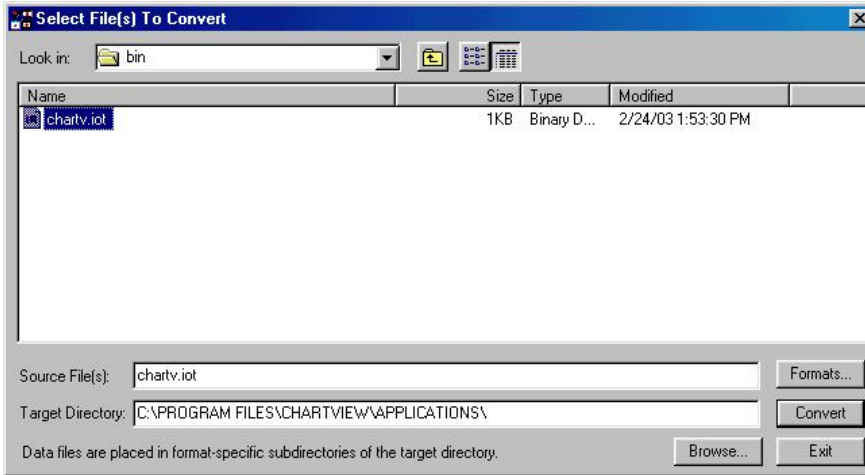 Select File(s) To Convert
Look in: bin
Name Size Type Modified
chartv.iot 1KB Binary D... 2/24/03 1:53:30 PM
Source File(s): chartv.iot Formats...
Target Directory: C:\PROGRAM FILES\CHARTVIEW\APPLICATIONS\ Convert
Data files are placed in format-specific subdirectories of the target directory. Browse... Exit